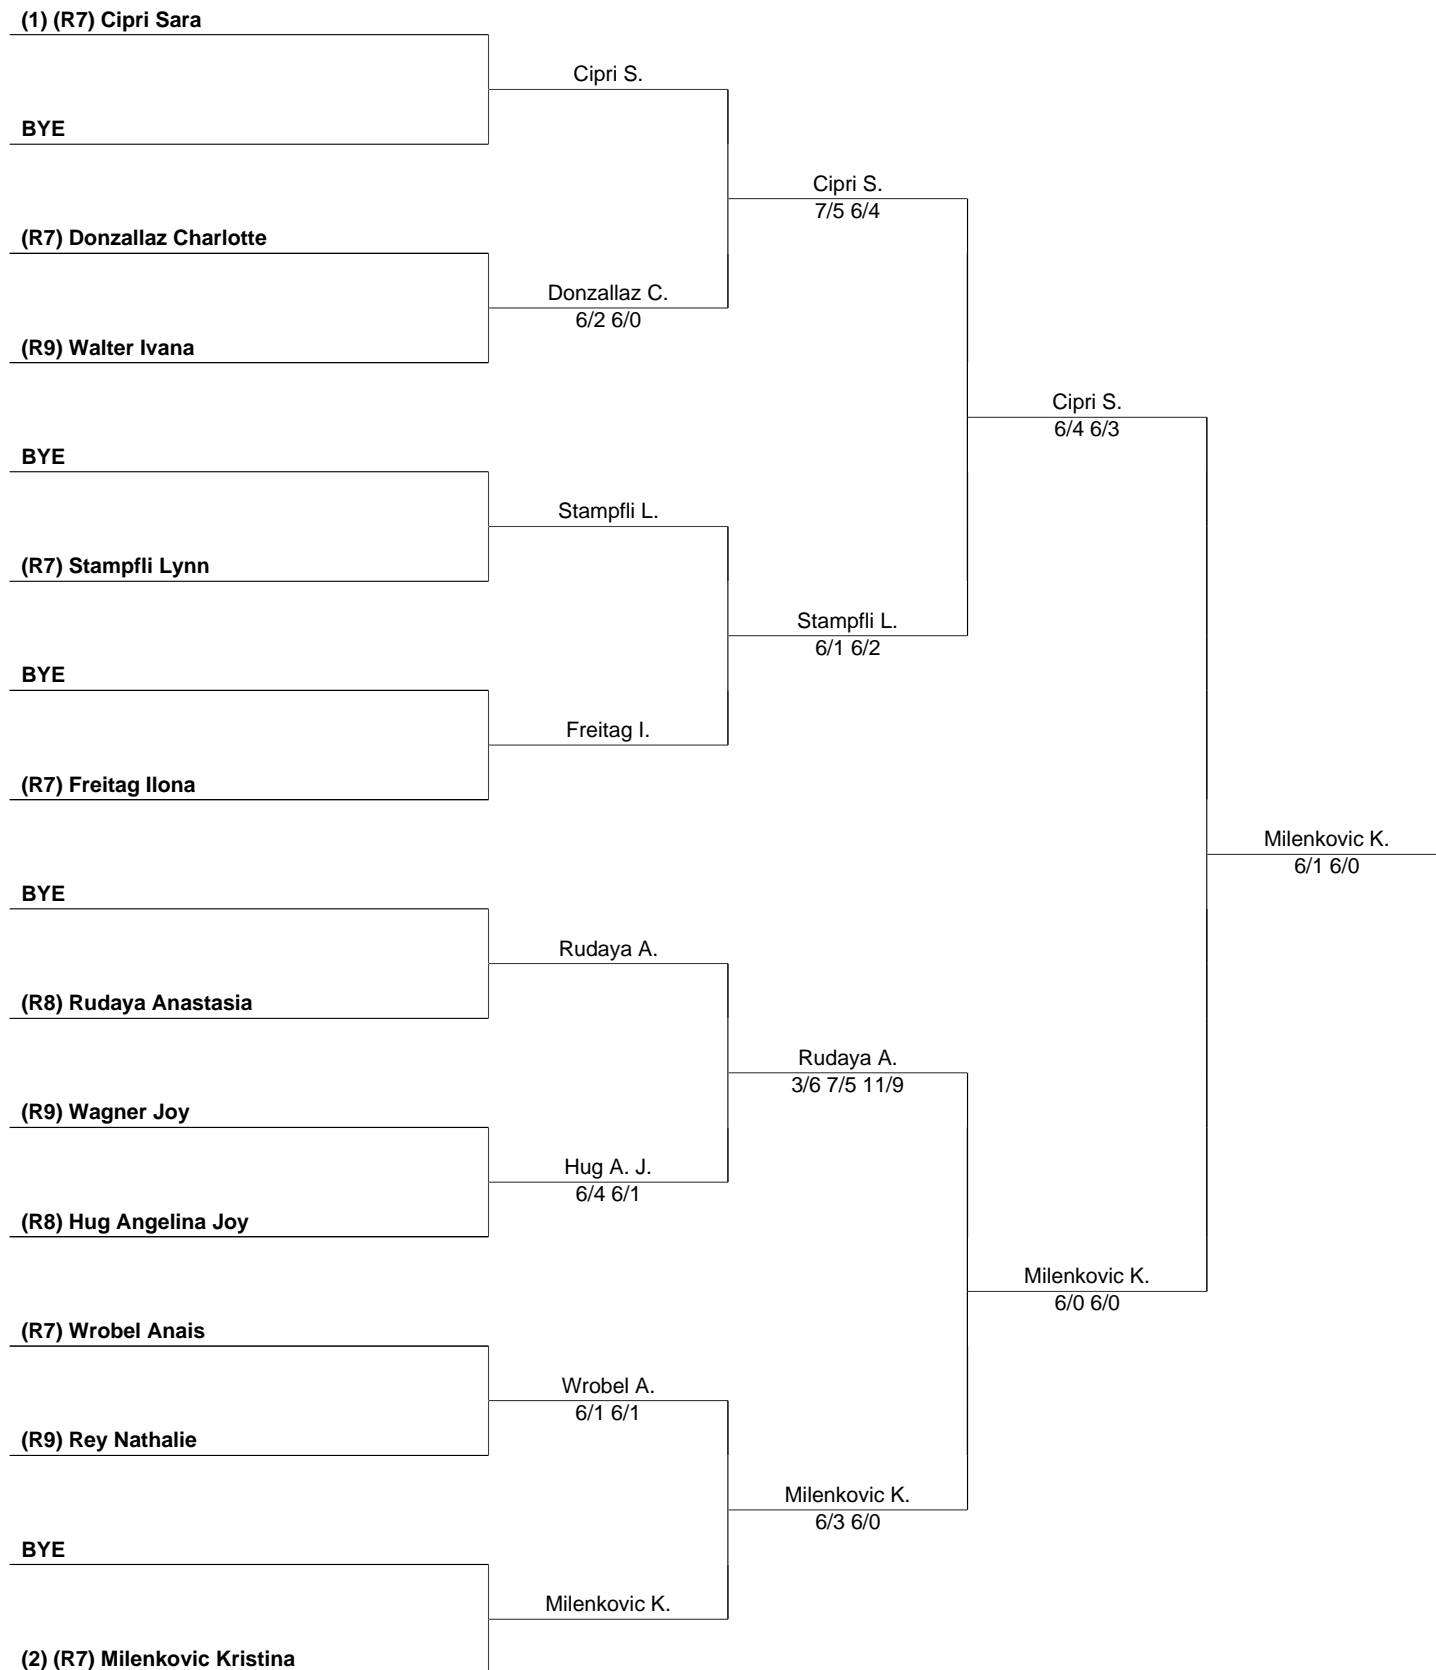 (1) (R7) Cipri Sara
Cipri S.
BYE
Cipri S.
7/5 6/4
(R7) Donzallaz Charlotte
Donzallaz C.
6/2 6/0
(R9) Walter Ivana
Cipri S.
6/4 6/3
BYE
Stampfli L.
(R7) Stampfli Lynn
Stampfli L.
6/1 6/2
BYE
Freitag I.
(R7) Freitag Ilona
Milenkovic K.
6/1 6/0
BYE
Rudaya A.
(R8) Rudaya Anastasia
Rudaya A.
3/6 7/5 11/9
(R9) Wagner Joy
Hug A. J.
6/4 6/1
(R8) Hug Angelina Joy
Milenkovic K.
6/0 6/0
(R7) Wrobel Anais
Wrobel A.
6/1 6/1
(R9) Rey Nathalie
Milenkovic K.
6/3 6/0
BYE
Milenkovic K.
(2) (R7) Milenkovic Kristina